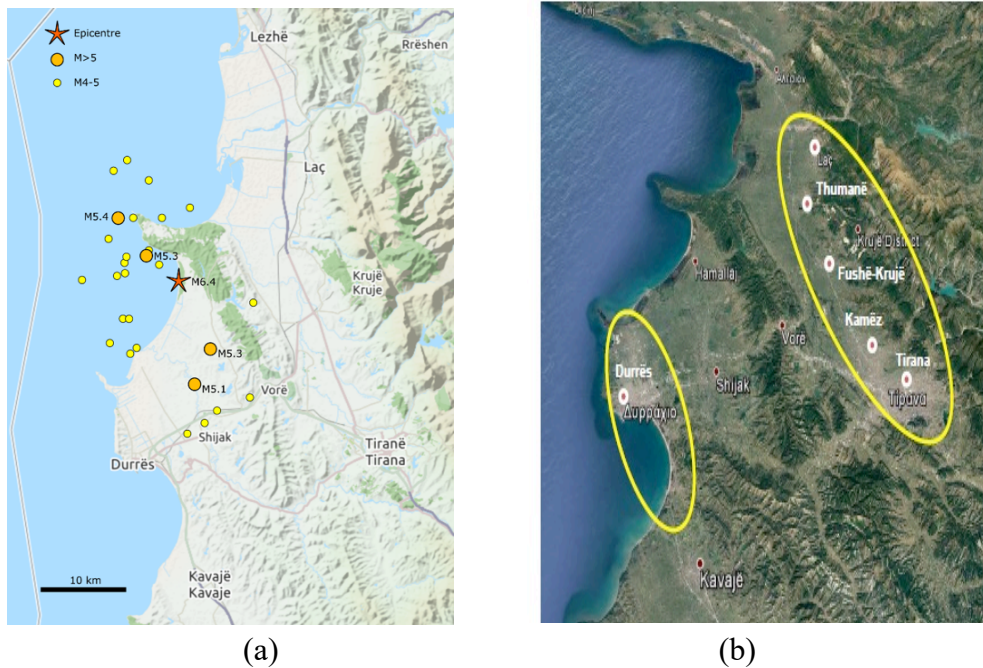 Epicentre
M>5
M4-5
Lezhë
Rrëshen
Laç
M5.4
M5.3
M6.4
Krujë
Kruje
M5.3
M5.1
Vorë
Shijak
Durrës
Tiranë
Tirana
10 km
Kavajë
Kavaje
(a)
Laç
Thumanë
Krujë District
Fushë-Krujë
Hamallaj
Kamëz
Vorë
Tirana
Τίρανα
Durrës
Δυρράχιο
Shijak
Kavajë
(b)